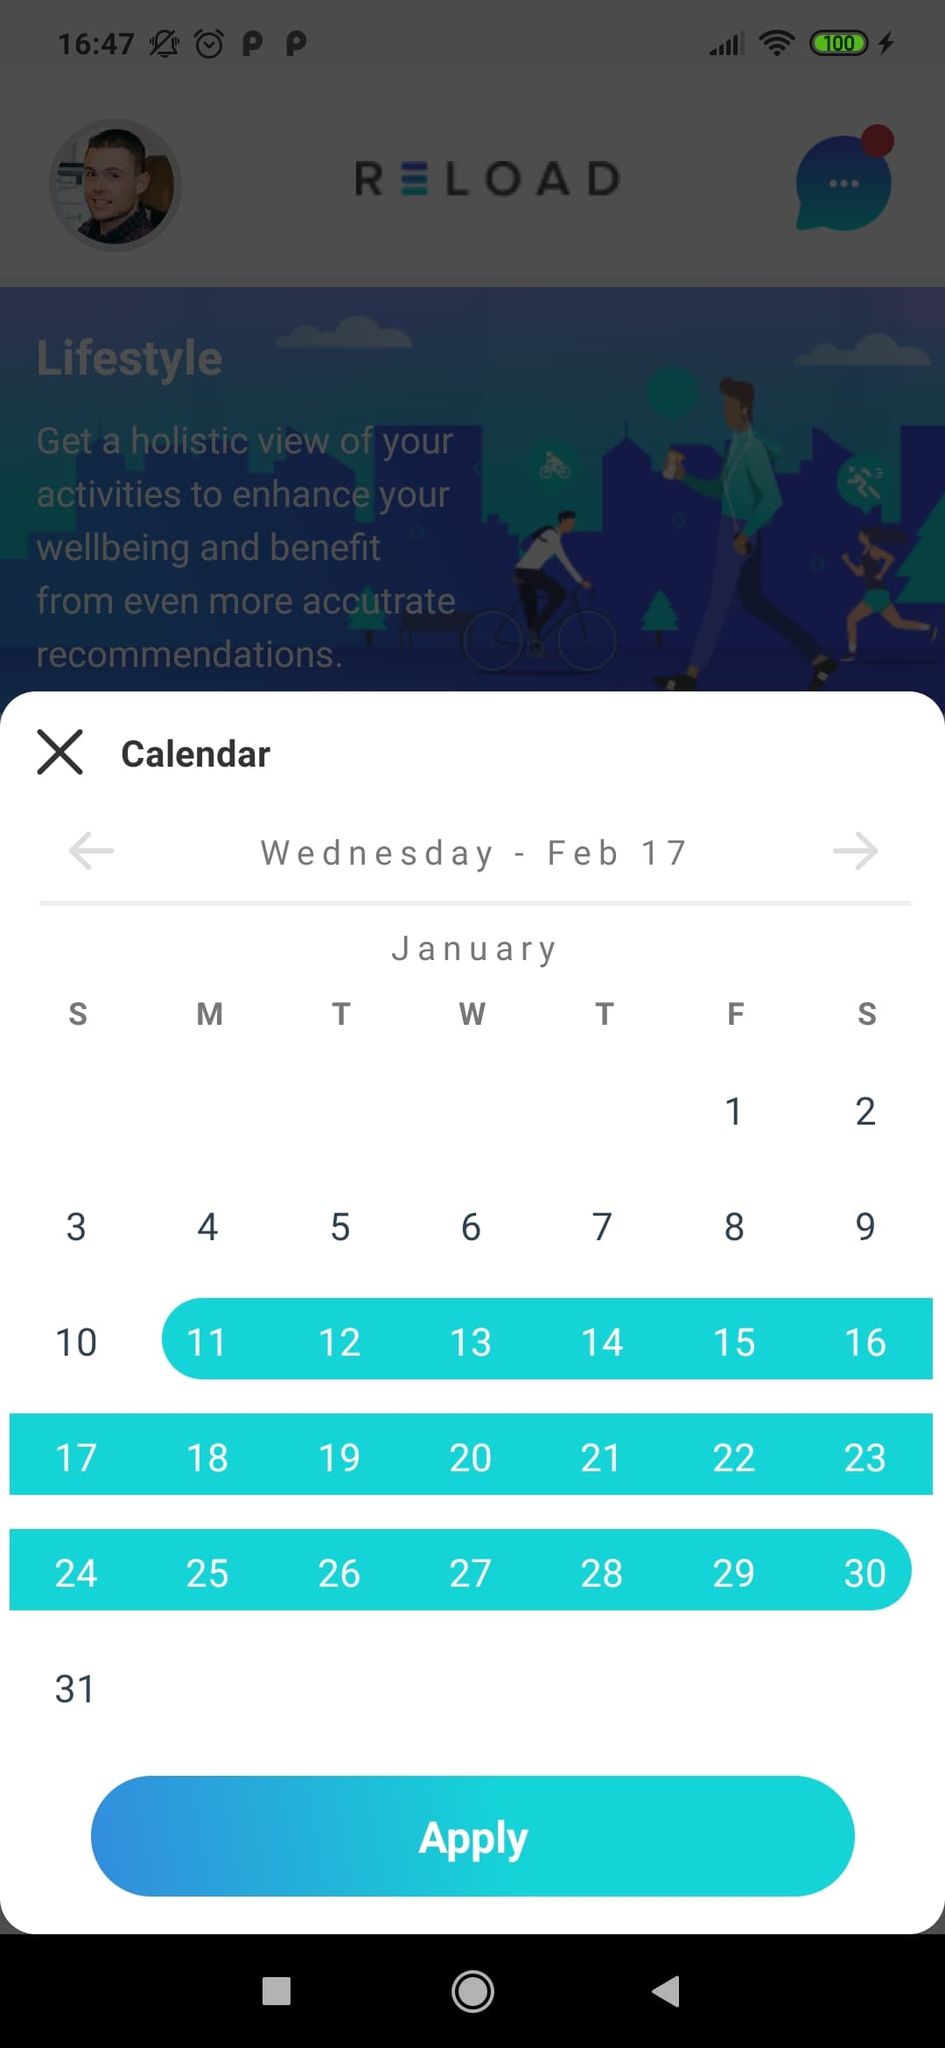 16:47
100
RELOAD
Lifestyle
Get a holistic view of your
activities to enhance your
wellbeing and benefit
from even more accutrate
recommendations.
Calendar
Wednesday - Feb 17
January
S M T W T F S
1 2
3 4 5 6 7 8 9
10 11 12 13 14 15 16
17 18 19 20 21 22 23
24 25 26 27 28 29 30
31
Apply